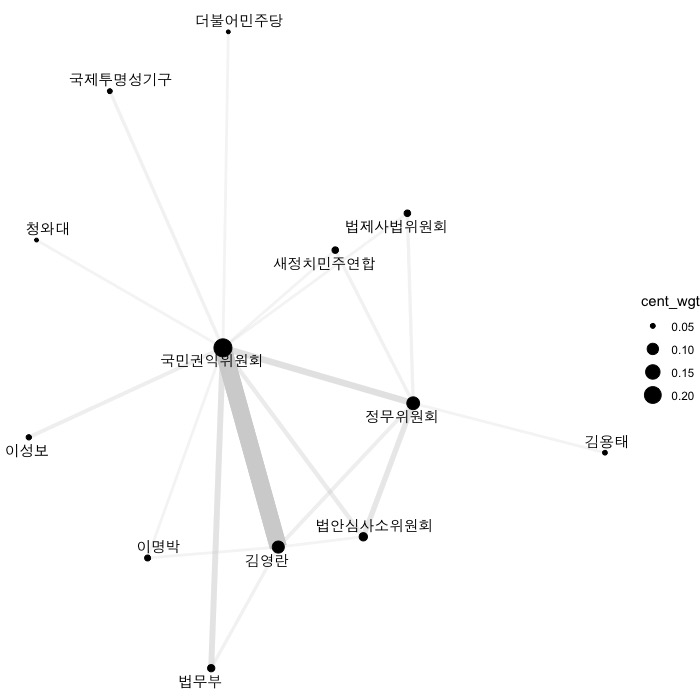 더불어민주당
국제투명성기구
법제사법위원회
청와대
새정치민주연합
cent_wgt
0.05
0.10
국민권익위원회
0.15
0.20
정무위원회
김용태
이성보
법안심사소위원회
이명박
김영란
법무부